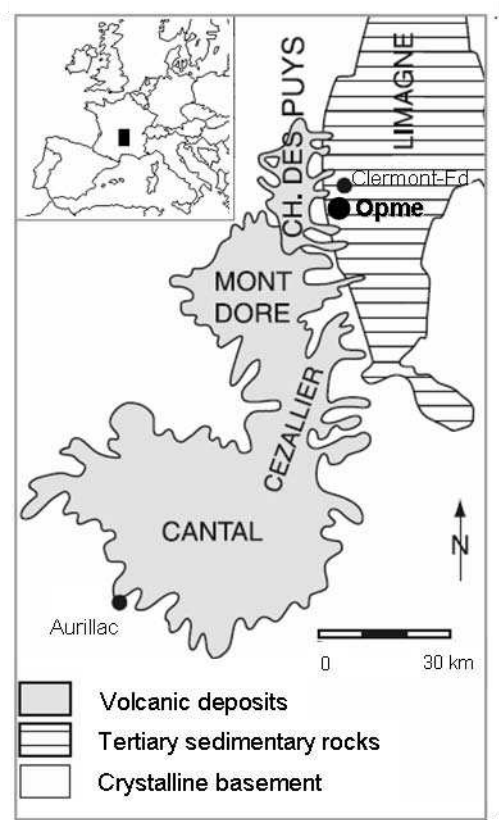 CH. DES PUYS
LIMAGNE
Clermont-Fd
Opme
MONT
DORE
CEZALLIER
CANTAL
N
Aurillac
0 30 km
Volcanic deposits
Tertiary sedimentary rocks
Crystalline basement